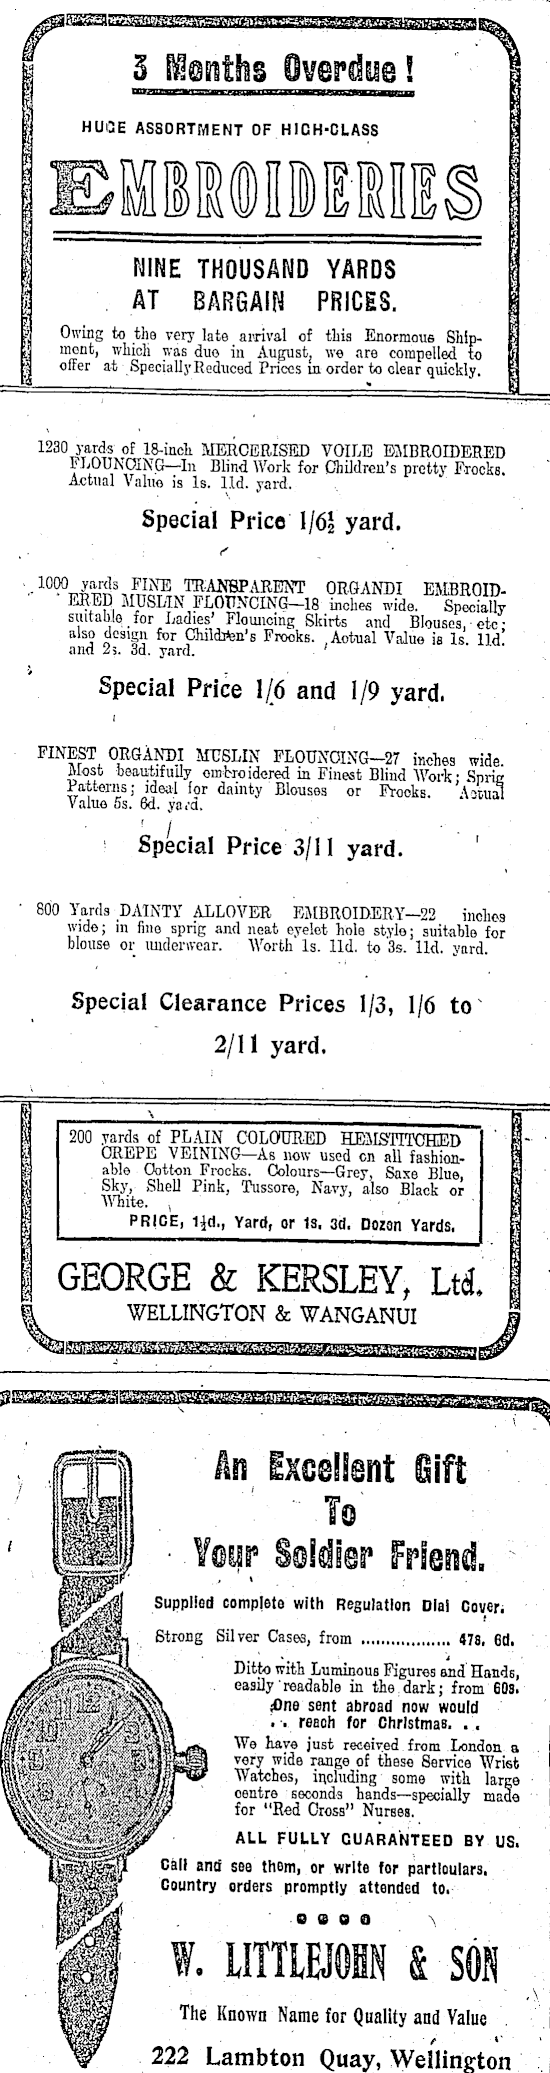 3 Months Overdue!
HUGE ASSORTMENT OF HIGH-CLASS
EMBROIDERIES
NINE THOUSAND YARDS
AT BARGAIN PRICES.
Owing to the very late arrival of this Enormous Ship-
ment, which was due in August, we are compelled to
offer at Specially Reduced Prices in order to clear quickly.
1230 yards of 18-inch MERCERISED VOILE EMBROIDERED
FLOUNCING—In Blind Work for Children's pretty Frocks.
Actual Value is 1s. 11d. yard.
Special Price 1/6½ yard.
1000 yards FINE TRANSPARENT ORGANDI EMBROID-
ERED MUSLIN FLOUNCING—18 inches wide. Specially
suitable for Ladies' Flouncing Skirts and Blouses, etc;
also design for Children's Frocks. Actual Value is 1s. 11d.
and 2s. 3d. yard.
Special Price 1/6 and 1/9 yard.
FINEST ORGANDI MUSLIN FLOUNCING—27 inches wide.
Most beautifully embroidered in Finest Blind Work; Sprig
Patterns; ideal for dainty Blouses or Frocks. Actual
Value 5s. 6d. yard.
Special Price 3/11 yard.
800 Yards DAINTY ALLOVER EMBROIDERY—22 inches
wide; in fine sprig and neat eyelet hole style; suitable for
blouse or underwear. Worth 1s. 11d. to 3s. 11d. yard.
Special Clearance Prices 1/3, 1/6 to
2/11 yard.
200 yards of PLAIN COLOURED HEMSTITCHED
CREPE VEINING—As now used on all fashion-
able Cotton Frocks. Colours—Grey, Saxe Blue,
Sky, Shell Pink, Tussore, Navy, also Black or
White.
PRICE, 1½d., Yard, or 1s. 3d. Dozen Yards.
GEORGE & KERSLEY, Ltd.
WELLINGTON & WANGANUI
An Excellent Gift
To
Your Soldier Friend.
Supplied complete with Regulation Dial Cover.
Strong Silver Cases, from .................. 47s. 6d.
Ditto with Luminous Figures and Hands,
easily readable in the dark; from 60s.
One sent abroad now would
. . reach for Christmas. . .
We have just received from London a
very wide range of these Service Wrist
Watches, including some with large
centre seconds hands—specially made
for "Red Cross" Nurses.
ALL FULLY GUARANTEED BY US.
Call and see them, or write for particulars.
Country orders promptly attended to.
W. LITTLEJOHN & SON
The Known Name for Quality and Value
222 Lambton Quay, Wellington